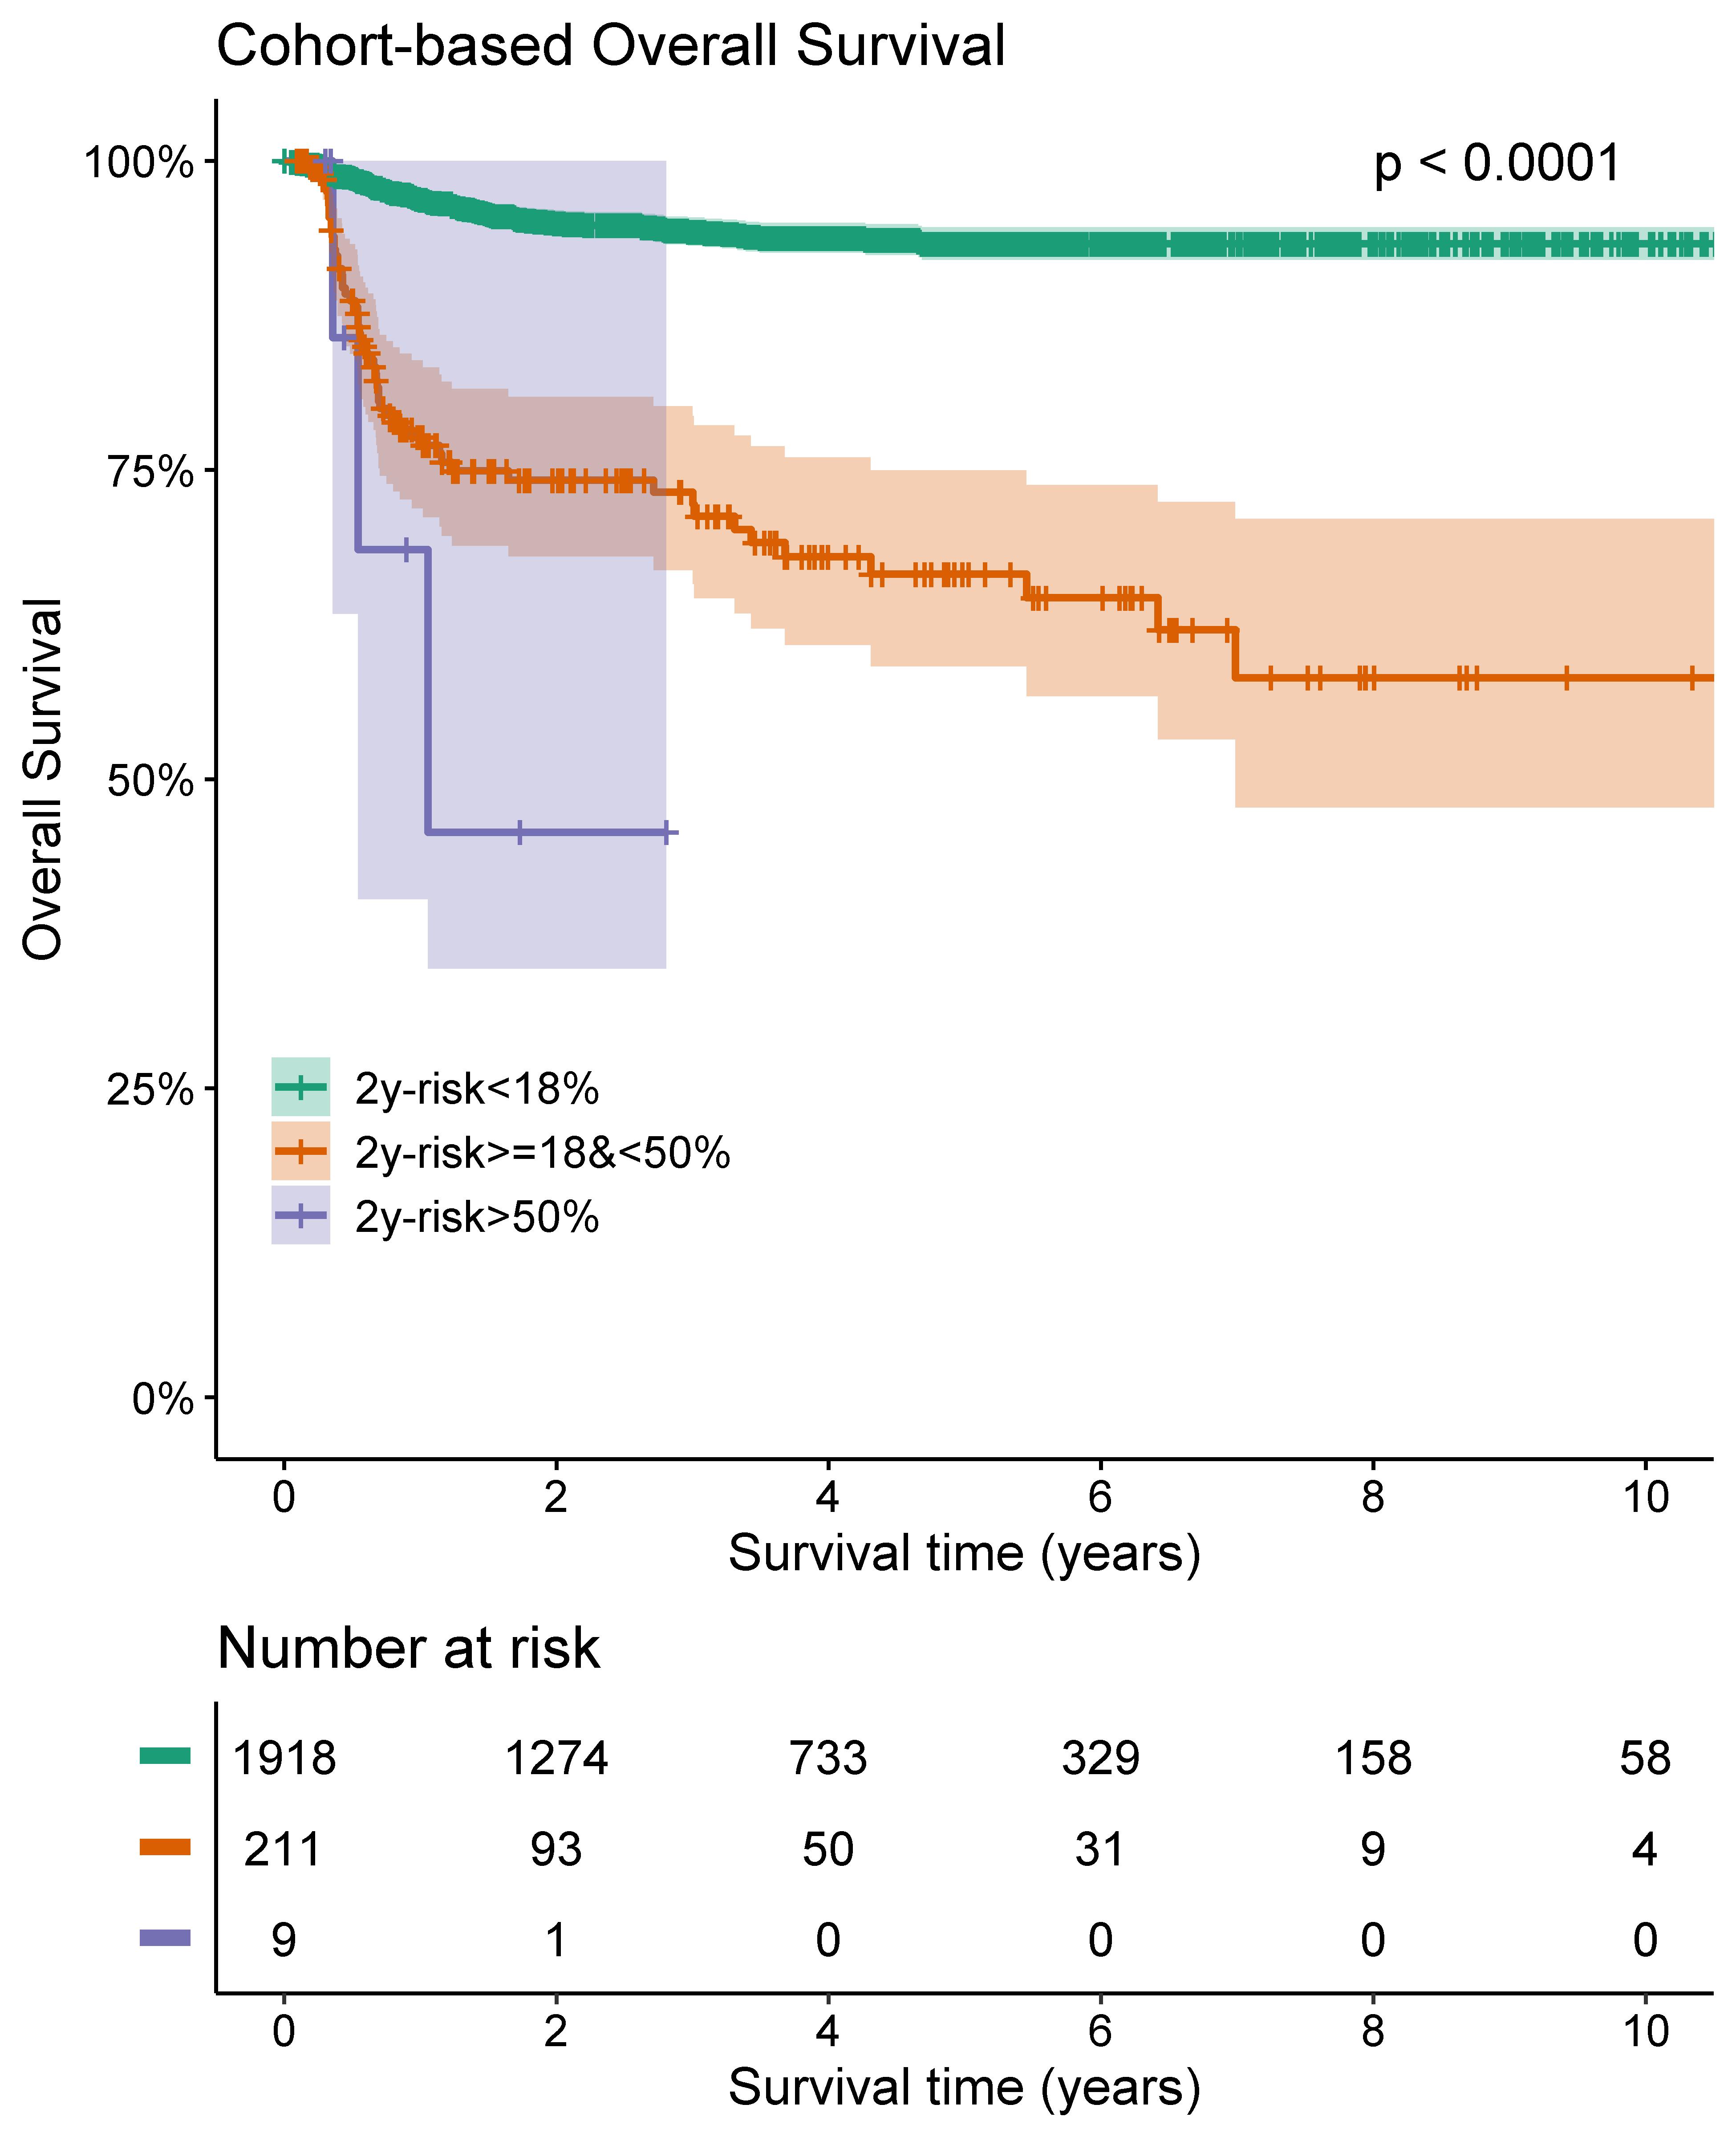 Cohort-based Overall Survival
p < 0.0001
100%
75%
50%
25%
0%
Overall Survival
2y-risk<18%
2y-risk>=18&<50%
2y-risk>50%
0 2 4 6 8 10
Survival time (years)
Number at risk
1918 1274 733 329 158 58
211 93 50 31 9 4
9 1 0 0 0 0
0 2 4 6 8 10
Survival time (years)